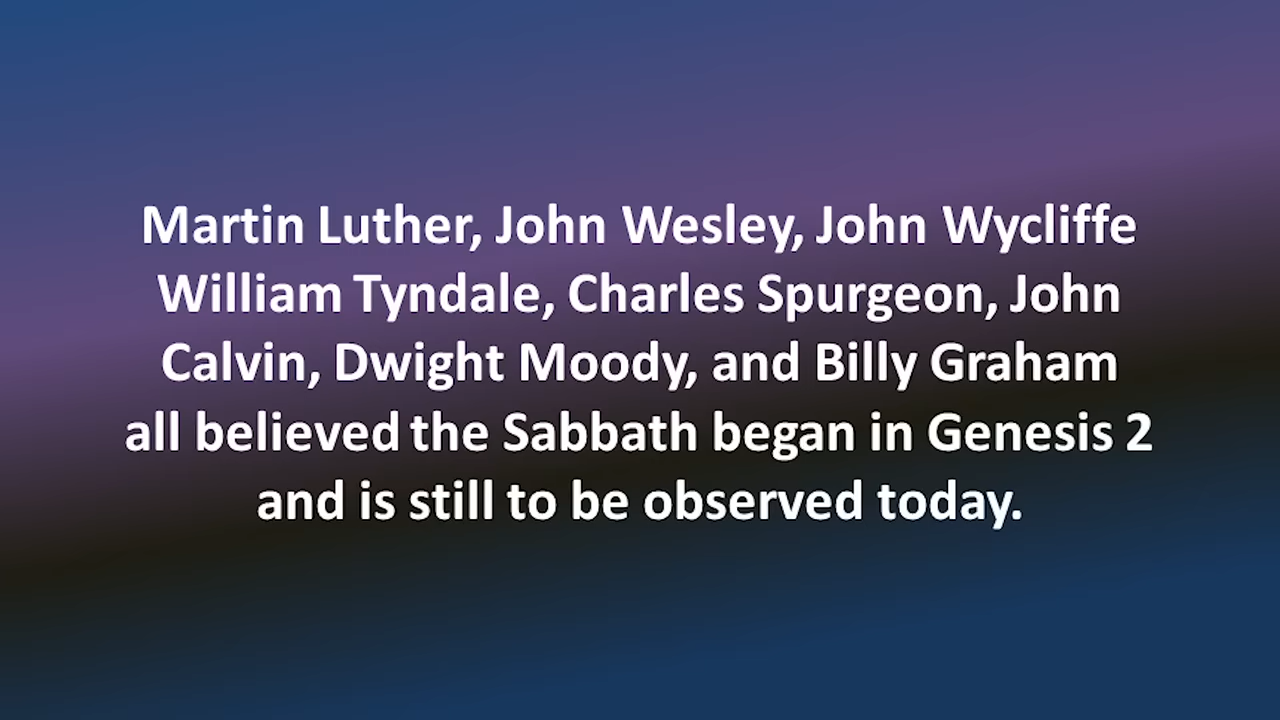 Martin Luther, John Wesley, John Wycliffe
William Tyndale, Charles Spurgeon, John
Calvin, Dwight Moody, and Billy Graham
all believed the Sabbath began in Genesis 2
and is still to be observed today.